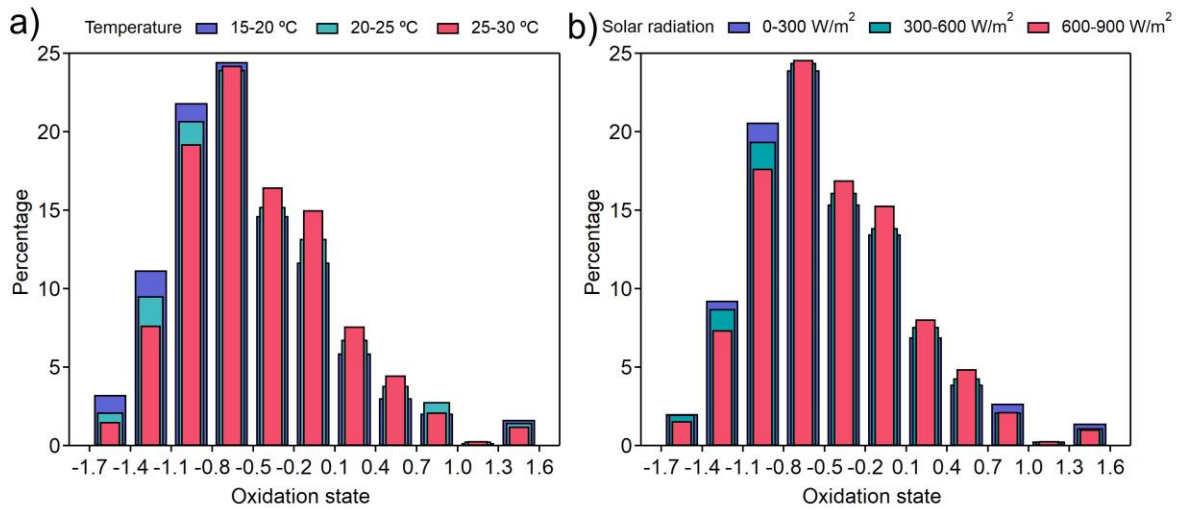 a) Temperature 15-20 ºC 20-25 ºC 25-30 ºC
25
20
15
10
5
0
Percentage
-1.7 -1.4 -1.1 -0.8 -0.5 -0.2 0.1 0.4 0.7 1.0 1.3 1.6
Oxidation state
b) Solar radiation 0-300 W/m² 300-600 W/m² 600-900 W/m²
25
20
15
10
5
0
Percentage
-1.7 -1.4 -1.1 -0.8 -0.5 -0.2 0.1 0.4 0.7 1.0 1.3 1.6
Oxidation state